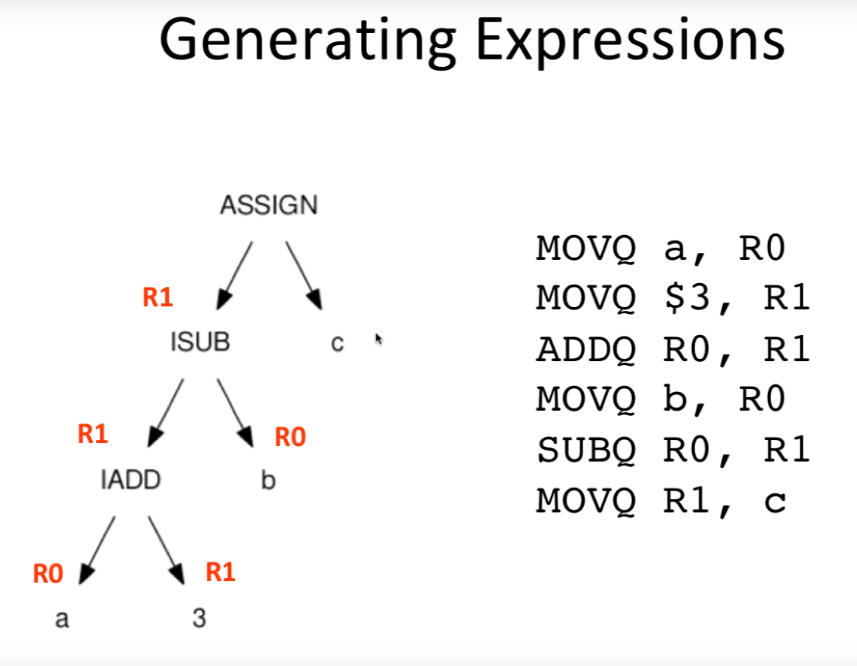 Generating Expressions
ASSIGN
R1
ISUB
c
R1
R0
IADD
b
R0
R1
a
3
MOVQ a, R0
MOVQ $3, R1
ADDQ R0, R1
MOVQ b, R0
SUBQ R0, R1
MOVQ R1, c